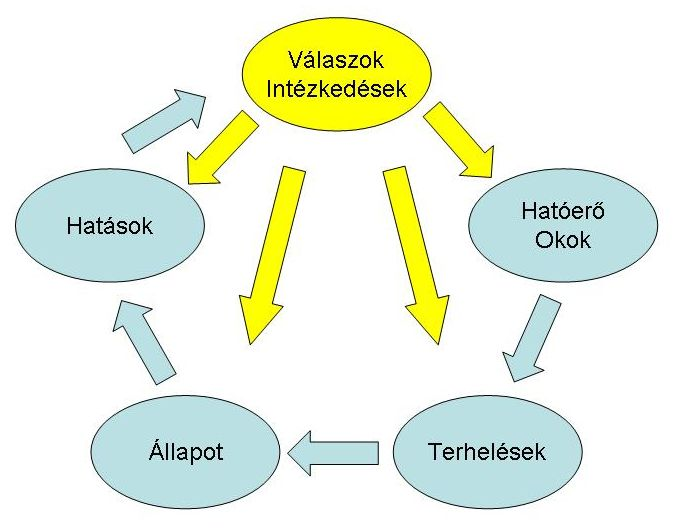 Válaszok
Intézkedések
Hatóerő
Okok
Hatások
Állapot
Terhelések